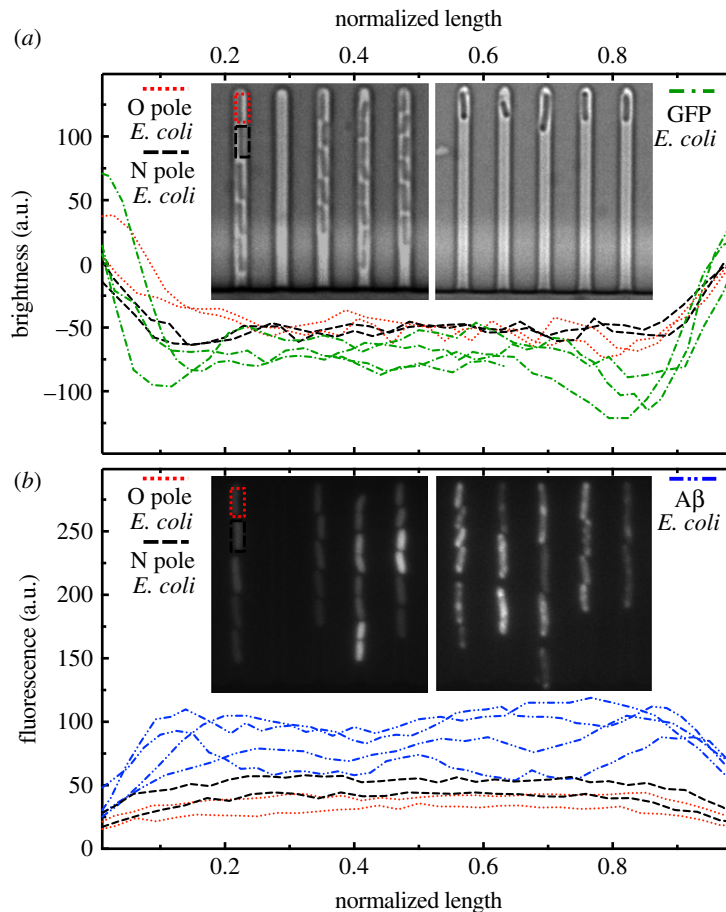 normalized length
(a)
0.2 0.4 0.6 0.8
O pole
E. coli
N pole
E. coli
GFP
E. coli
100
50
0
–50
–100
brightness (a.u.)
(b)
O pole
E. coli
N pole
E. coli
Aβ
E. coli
250
200
150
100
50
0
fluorescence (a.u.)
0.2 0.4 0.6 0.8
normalized length